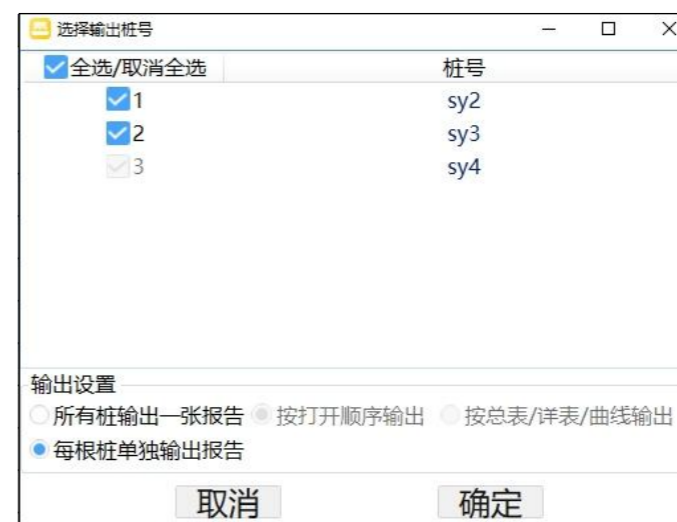 选择输出桩号
全选/取消全选 桩号
1 sy2
2 sy3
3 sy4
输出设置
所有桩输出一张报告 按打开顺序输出 按总表/详表/曲线输出
每根桩单独输出报告
取消 确定